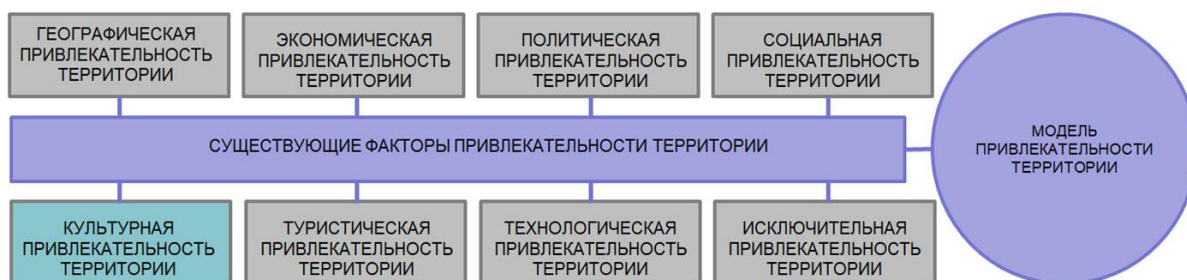 ГЕОГРАФИЧЕСКАЯ
ПРИВЛЕКАТЕЛЬНОСТЬ
ТЕРРИТОРИИ
ЭКОНОМИЧЕСКАЯ
ПРИВЛЕКАТЕЛЬНОСТЬ
ТЕРРИТОРИИ
ПОЛИТИЧЕСКАЯ
ПРИВЛЕКАТЕЛЬНОСТЬ
ТЕРРИТОРИИ
СОЦИАЛЬНАЯ
ПРИВЛЕКАТЕЛЬНОСТЬ
ТЕРРИТОРИИ
СУЩЕСТВУЮЩИЕ ФАКТОРЫ ПРИВЛЕКАТЕЛЬНОСТИ ТЕРРИТОРИИ
МОДЕЛЬ
ПРИВЛЕКАТЕЛЬНОСТИ
ТЕРРИТОРИИ
КУЛЬТУРНАЯ
ПРИВЛЕКАТЕЛЬНОСТЬ
ТЕРРИТОРИИ
ТУРИСТИЧЕСКАЯ
ПРИВЛЕКАТЕЛЬНОСТЬ
ТЕРРИТОРИИ
ТЕХНОЛОГИЧЕСКАЯ
ПРИВЛЕКАТЕЛЬНОСТЬ
ТЕРРИТОРИИ
ИСКЛЮЧИТЕЛЬНАЯ
ПРИВЛЕКАТЕЛЬНОСТЬ
ТЕРРИТОРИИ